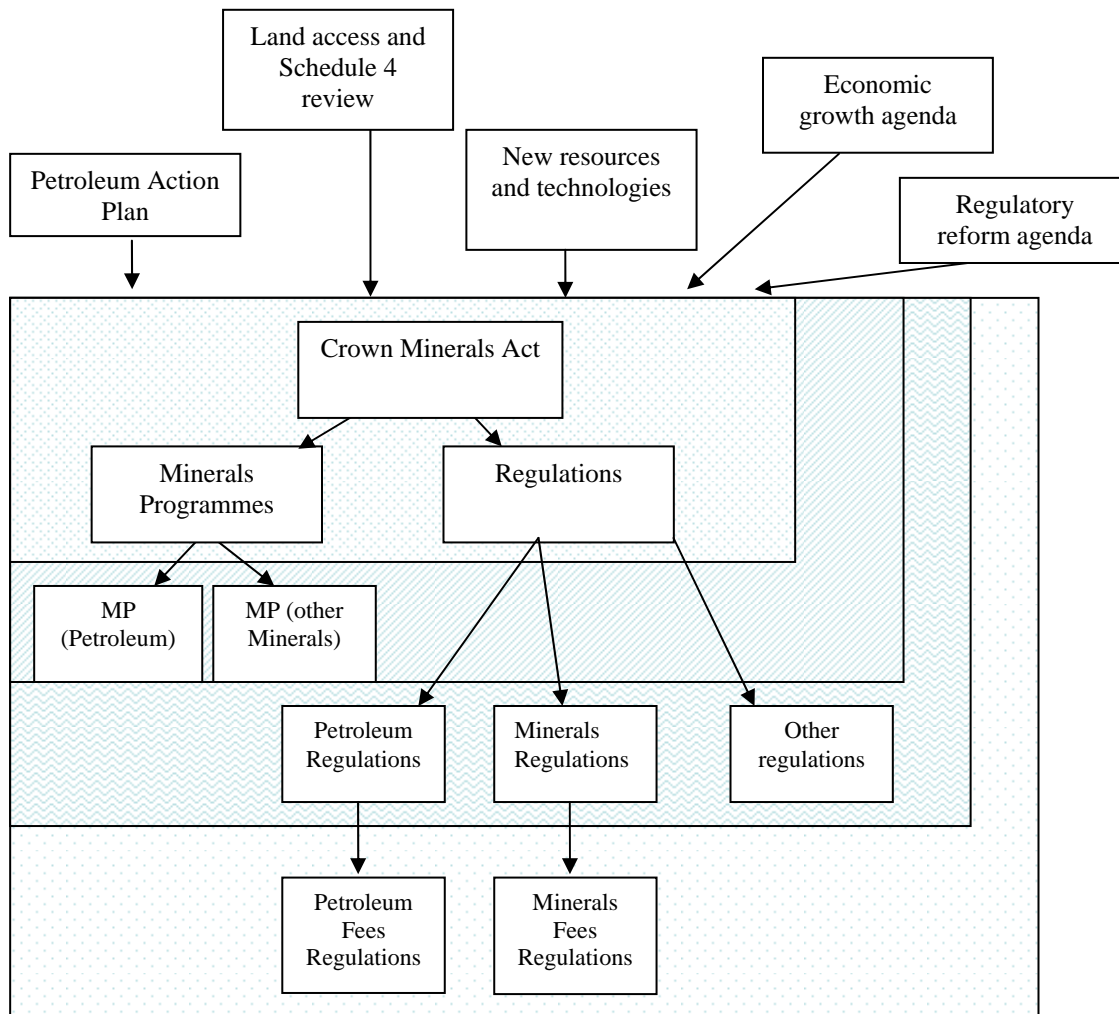 Land access and
Schedule 4
review
Economic
growth agenda
New resources
and technologies
Petroleum Action
Plan
Regulatory
reform agenda
Crown Minerals Act
Minerals
Programmes
Regulations
MP
(Petroleum)
MP (other
Minerals)
Petroleum
Regulations
Minerals
Regulations
Other
regulations
Petroleum
Fees
Regulations
Minerals
Fees
Regulations